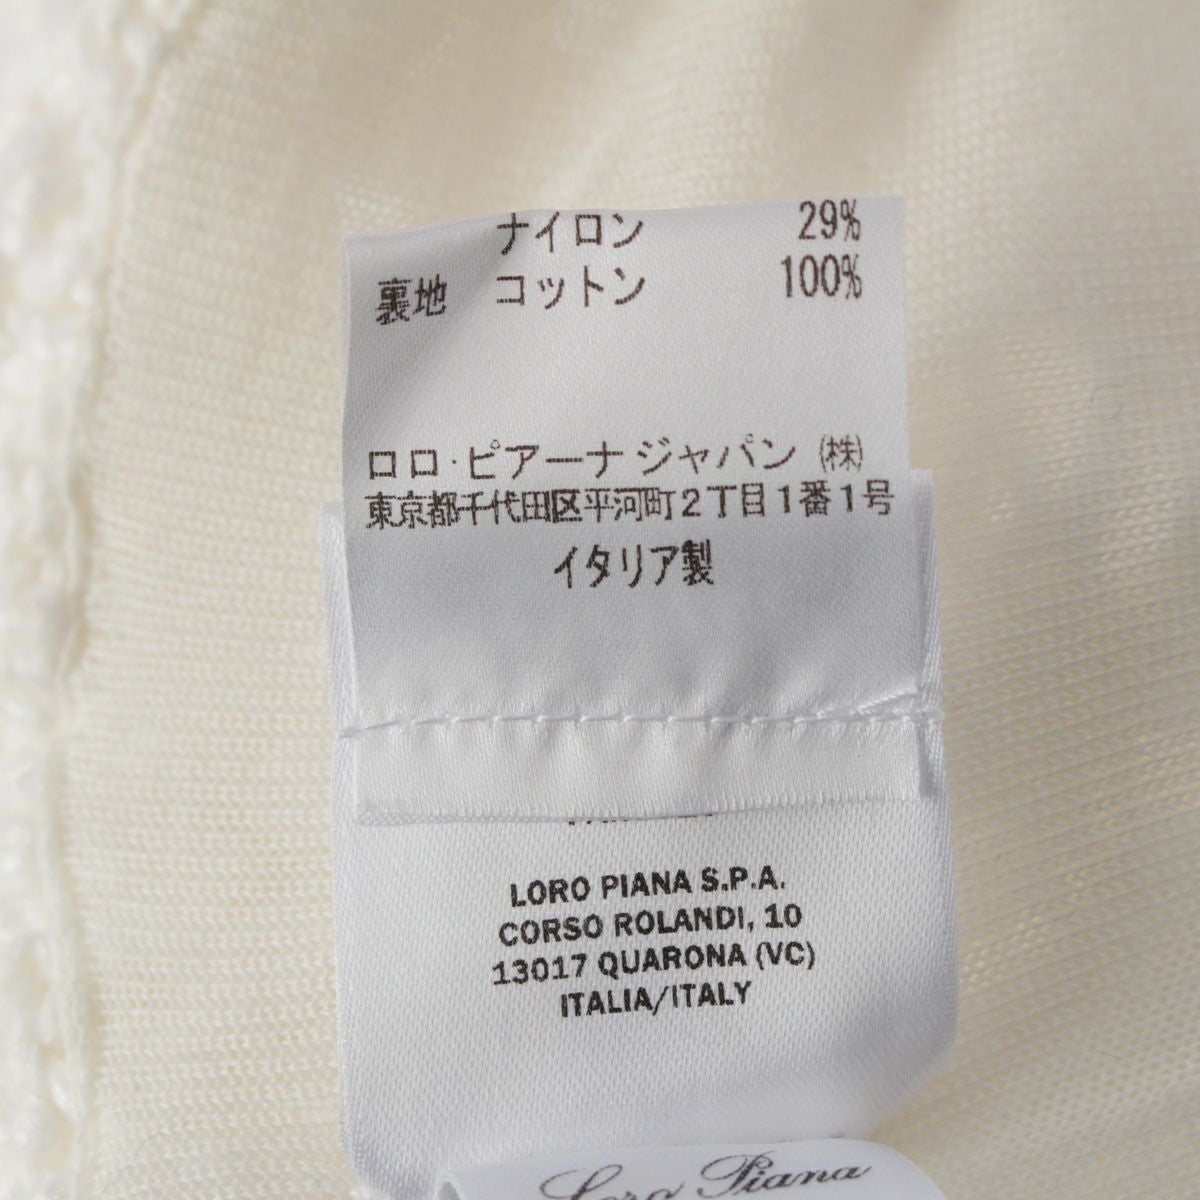 ナイロン 29%
裏地 コットン 100%
ロロ・ピアーナ ジャパン ㈱
東京都千代田区平河町2丁目1番1号
イタリア製
LORO PIANA S.P.A.
CORSO ROLANDI, 10
13017 QUARONA (VC)
ITALIA/ITALY
Loro Piana